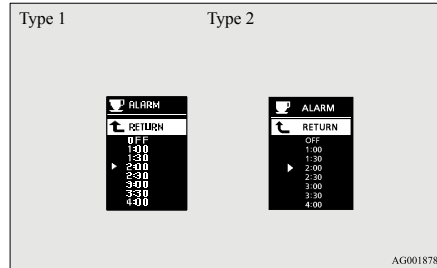 Type 1
Type 2
ALARM
RETURN
OFF
1:00
1:30
2:00
2:30
3:00
3:30
4:00
ALARM
RETURN
OFF
1:00
1:30
2:00
2:30
3:00
3:30
4:00
AG001878